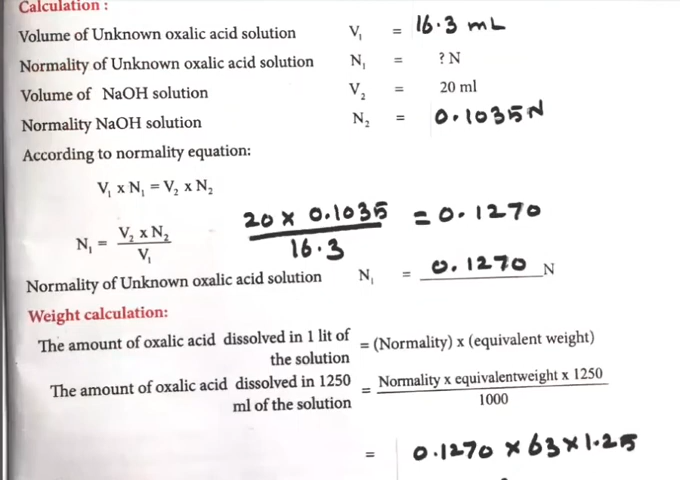 Calculation :
Volume of Unknown oxalic acid solution V₁ = 16.3 mL
Normality of Unknown oxalic acid solution N₁ = ? N
Volume of NaOH solution V₂ = 20 ml
Normality NaOH solution N₂ = 0.1035N
According to normality equation:
V₁ x N₁ = V₂ x N₂
N₁ = V₂ x N₂ / V₁ 20 x 0.1035 / 16.3 = 0.1270
Normality of Unknown oxalic acid solution N₁ = 0.1270 N
Weight calculation:
The amount of oxalic acid dissolved in 1 lit of the solution = (Normality) x (equivalent weight)
The amount of oxalic acid dissolved in 1250 ml of the solution = Normality x equivalentweight x 1250 / 1000
= 0.1270 x 63 x 1.25